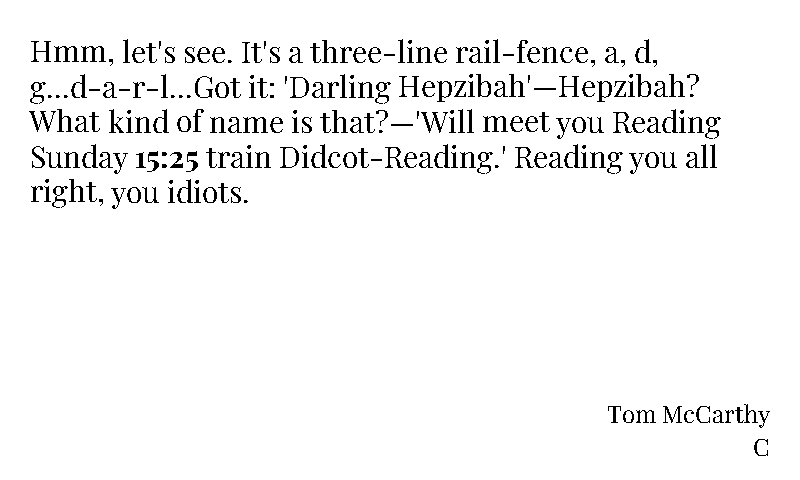 Hmm, let's see. It's a three-line rail-fence, a, d,
g...d-a-r-l...Got it: 'Darling Hepzibah'—Hepzibah?
What kind of name is that?—'Will meet you Reading
Sunday 15:25 train Didcot-Reading.' Reading you all
right, you idiots.
Tom McCarthy
C